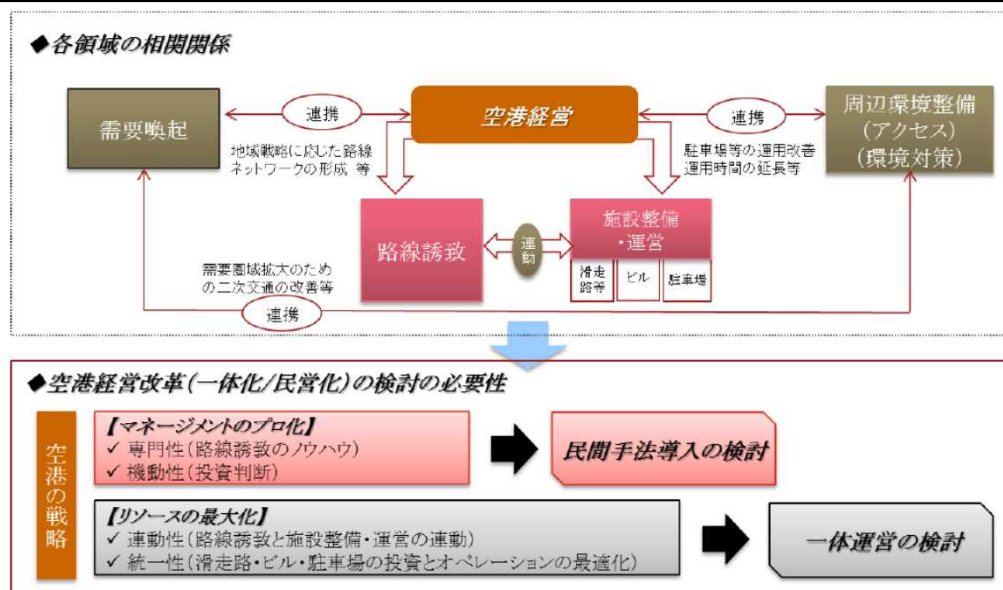 ◆各領域の相関関係
需要喚起
連携
空港経営
連携
周辺環境整備
(アクセス)
(環境対策)
地域戦略に応じた路線
ネットワークの形成 等
駐車場等の運用改善
運用時間の延長等
路線誘致
連動
施設整備
・運営
滑走
路等
ビル
駐車場
需要圏域拡大のため
の二次交通の改善等
連携
◆空港経営改革(一体化/民営化)の検討の必要性
空港の戦略
【マネージメントのプロ化】
✓ 専門性(路線誘致のノウハウ)
✓ 機動性(投資判断)
民間手法導入の検討
【リソースの最大化】
✓ 連動性(路線誘致と施設整備・運営の連動)
✓ 統一性(滑走路・ビル・駐車場の投資とオペレーションの最適化)
一体運営の検討